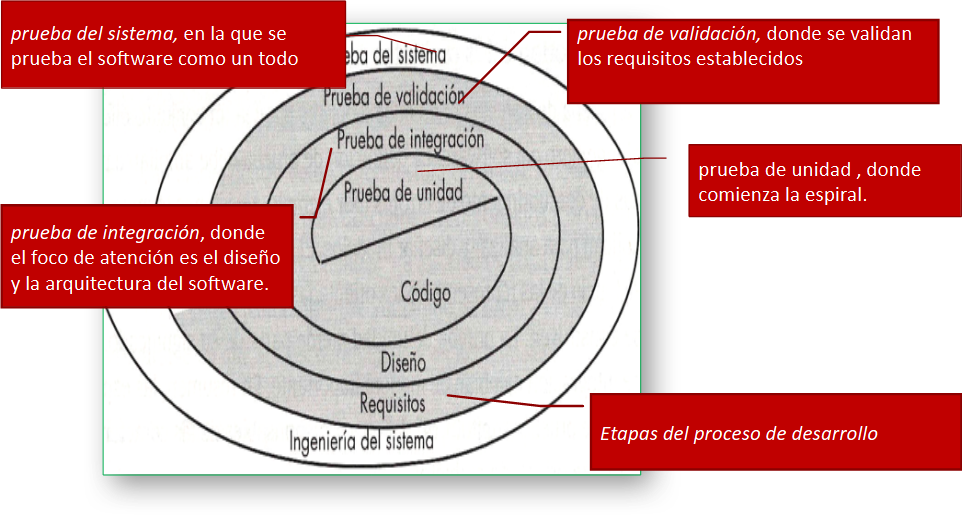 prueba del sistema, en la que se
prueba el software como un todo
prueba de validación, donde se validan
los requisitos establecidos
eba del sistema
Prueba de validación
Prueba de integración
Prueba de unidad
prueba de unidad , donde
comienza la espiral.
prueba de integración, donde
el foco de atención es el diseño
y la arquitectura del software.
Código
Diseño
Requisitos
Ingeniería del sistema
Etapas del proceso de desarrollo